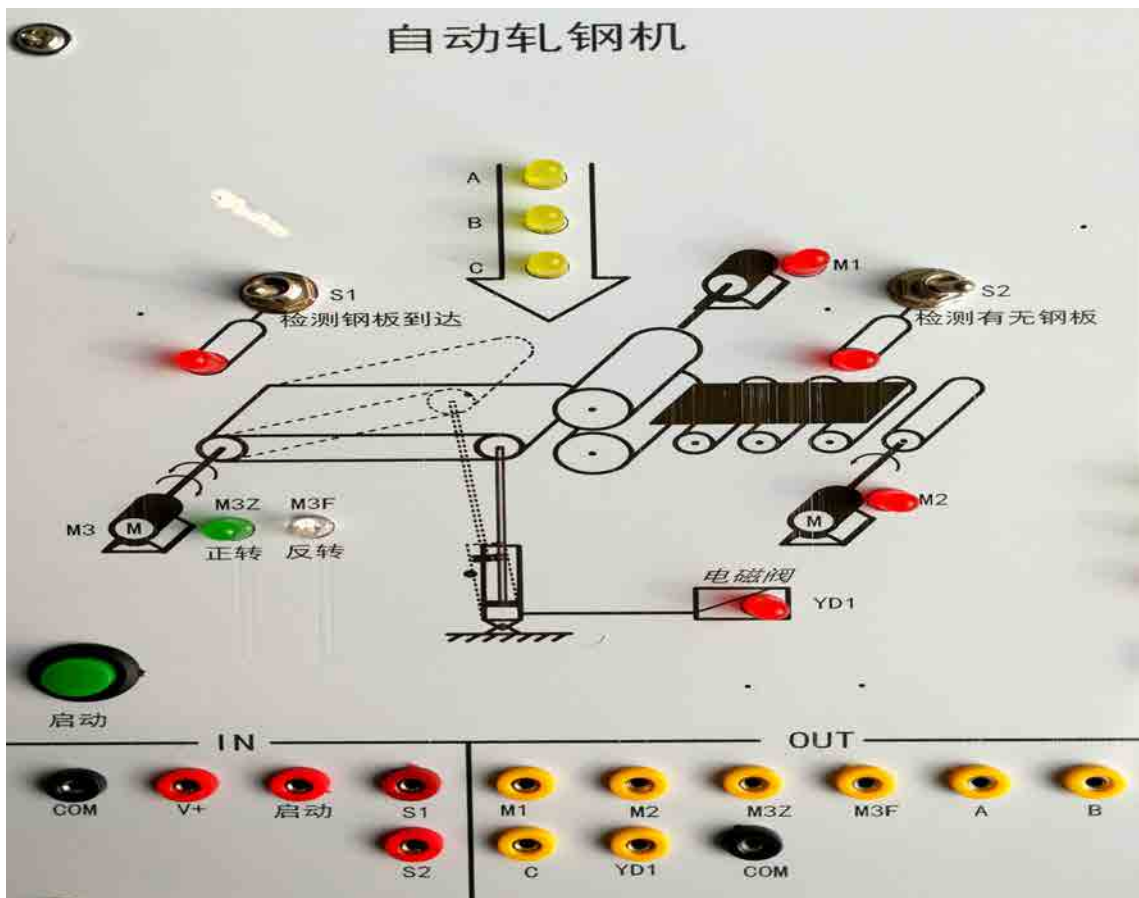 自动轧钢机
A
B
C
M1
S1
检测钢板到达
S2
检测有无钢板
M3 M
M3Z
正转
M3F
反转
M
M2
电磁阀
YD1
启动
IN
OUT
COM V+ 启动 S1 M1 M2 M3Z M3F A B
S2 C YD1 COM